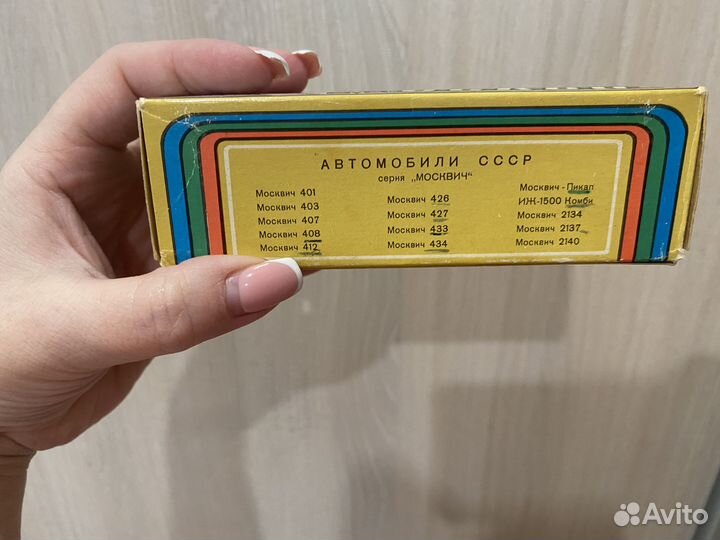 АВТОМОБИЛИ СССР
серия „МОСКВИЧ“
Москвич 401
Москвич 403
Москвич 407
Москвич 408
Москвич 412
Москвич 426
Москвич 427
Москвич 433
Москвич 434
Москвич - Пикап
ИЖ-1500 Комби
Москвич 2134
Москвич 2137
Москвич 2140
Avito